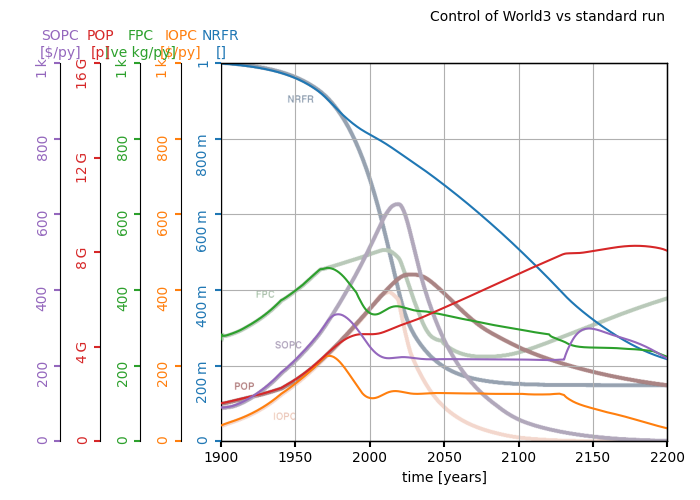 Control of World3 vs standard run
SOPC POP FPC IOPC NRFR
[$/py] [p] [ve kg/py] [$/py] []
1 k 16 G 1 k 1 k 1
800 12 G 800 800 800 m
600 8 G 600 600 600 m
400 4 G 400 400 400 m
200 200 200 200 m
0 0 0 0 0
NRFR
FPC
SOPC
POP
IOPC
1900 1950 2000 2050 2100 2150 2200
time [years]